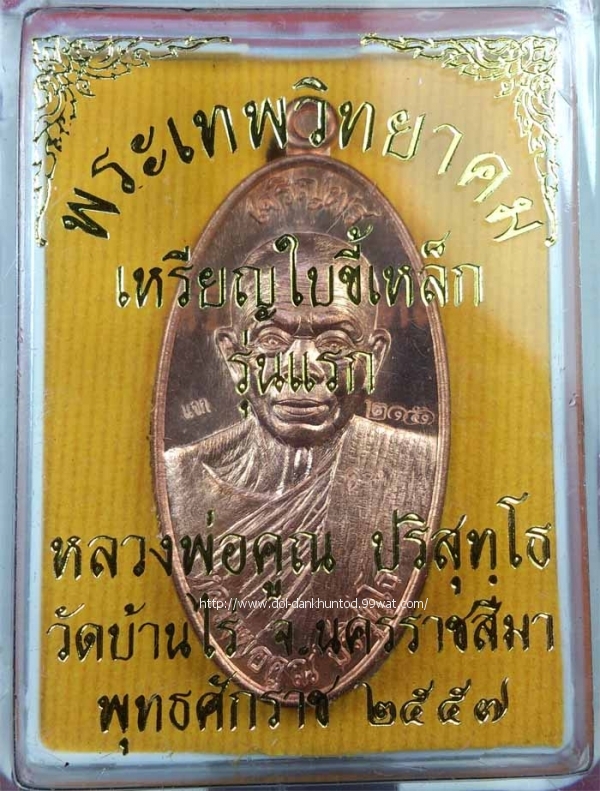 พระเทพวิทยาคม
เหรียญใบขี้เหล็ก
รุ่นแรก
๒๑๕๑
หลวงพ่อคูณ ปริสุทฺโธ
http://www.doi-dankhuntod.99wat.com/
วัดบ้านไร่ จ.นครราชสีมา
พุทธศักราช ๒๕๕๗